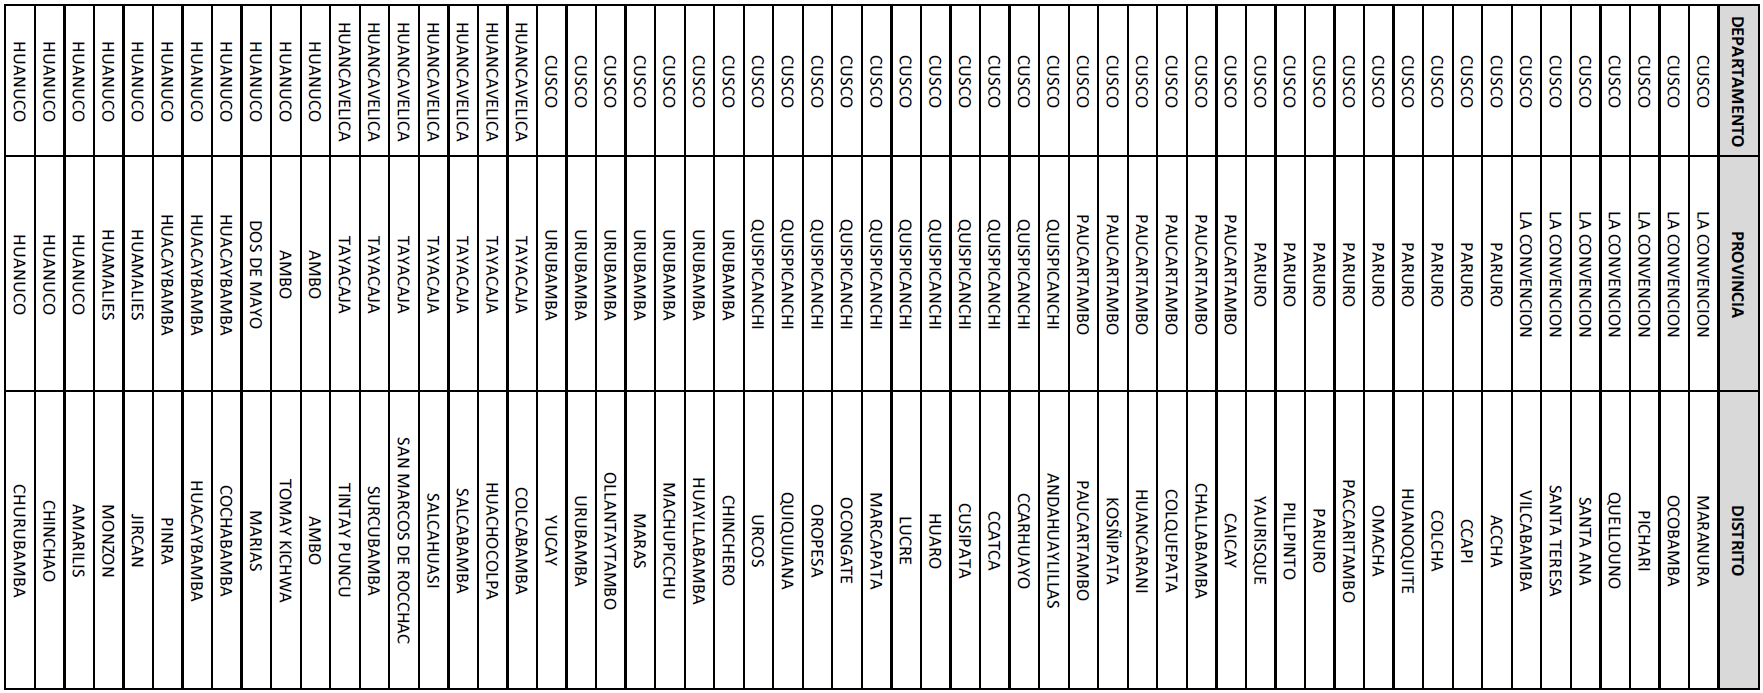 DEPARTAMENTO PROVINCIA DISTRITO
CUSCO LA CONVENCION MARANURA
CUSCO LA CONVENCION OCOBAMBA
CUSCO LA CONVENCION PICHARI
CUSCO LA CONVENCION QUELLOUNO
CUSCO LA CONVENCION SANTA ANA
CUSCO LA CONVENCION SANTA TERESA
CUSCO LA CONVENCION VILCABAMBA
CUSCO PARURO ACCHA
CUSCO PARURO CCAPI
CUSCO PARURO COLCHA
CUSCO PARURO HUANOQUITE
CUSCO PARURO OMACHA
CUSCO PARURO PACCARITAMBO
CUSCO PARURO PARURO
CUSCO PARURO PILLPINTO
CUSCO PARURO YAURISQUE
CUSCO PAUCARTAMBO CAICAY
CUSCO PAUCARTAMBO CHALLABAMBA
CUSCO PAUCARTAMBO COLQUEPATA
CUSCO PAUCARTAMBO HUANCARANI
CUSCO PAUCARTAMBO KOSÑIPATA
CUSCO PAUCARTAMBO PAUCARTAMBO
CUSCO QUISPICANCHI ANDAHUAYLILLAS
CUSCO QUISPICANCHI CCARHUAYO
CUSCO QUISPICANCHI CCATCA
CUSCO QUISPICANCHI CUSIPATA
CUSCO QUISPICANCHI HUARO
CUSCO QUISPICANCHI LUCRE
CUSCO QUISPICANCHI MARCAPATA
CUSCO QUISPICANCHI OCONGATE
CUSCO QUISPICANCHI OROPESA
CUSCO QUISPICANCHI QUIQUIJANA
CUSCO QUISPICANCHI URCOS
CUSCO URUBAMBA CHINCHERO
CUSCO URUBAMBA HUAYLLABAMBA
CUSCO URUBAMBA MACHUPICCHU
CUSCO URUBAMBA MARAS
CUSCO URUBAMBA OLLANTAYTAMBO
CUSCO URUBAMBA URUBAMBA
CUSCO URUBAMBA YUCAY
HUANCAVELICA TAYACAJA COLCABAMBA
HUANCAVELICA TAYACAJA HUACHOCOLPA
HUANCAVELICA TAYACAJA SALCABAMBA
HUANCAVELICA TAYACAJA SALCAHUASI
HUANCAVELICA TAYACAJA SAN MARCOS DE ROCCHAC
HUANCAVELICA TAYACAJA SURCUBAMBA
HUANCAVELICA TAYACAJA TINTAY PUNCU
HUANUCO AMBO AMBO
HUANUCO AMBO TOMAY KICHWA
HUANUCO DOS DE MAYO MARIAS
HUANUCO HUACAYBAMBA COCHABAMBA
HUANUCO HUACAYBAMBA HUACAYBAMBA
HUANUCO HUACAYBAMBA PINRA
HUANUCO HUAMALIES JIRCAN
HUANUCO HUAMALIES MONZON
HUANUCO HUANUCO AMARILIS
HUANUCO HUANUCO CHINCHAO
HUANUCO HUANUCO CHURUBAMBA